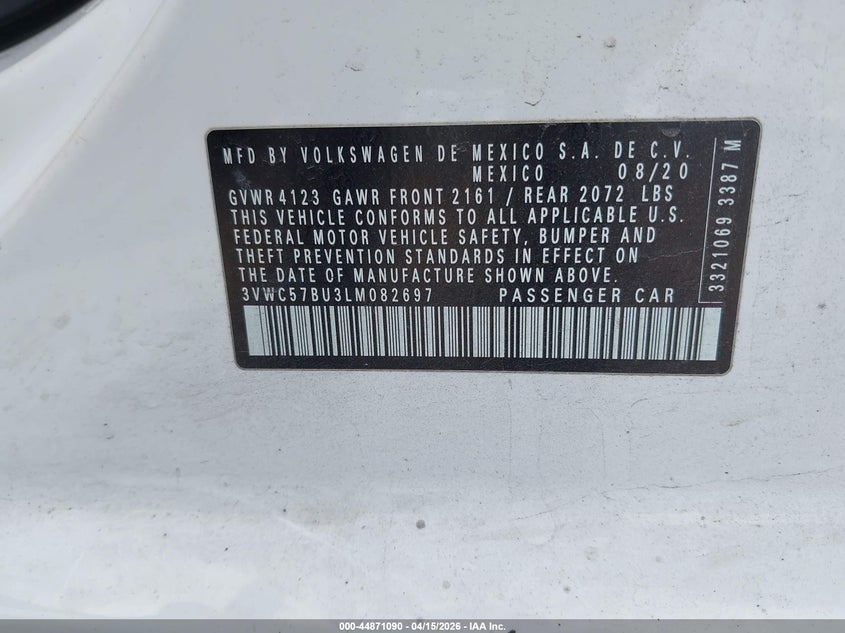 MFD BY VOLKSWAGEN DE MEXICO S.A. DE C.V.
MEXICO 08/20
GVWR 4123 GAWR FRONT 2161 / REAR 2072 LBS
THIS VEHICLE CONFORMS TO ALL APPLICABLE U.S.
FEDERAL MOTOR VEHICLE SAFETY, BUMPER AND
THEFT PREVENTION STANDARDS IN EFFECT ON
THE DATE OF MANUFACTURE SHOWN ABOVE.
3VWC57BU3LM082697 PASSENGER CAR
3321069 3387 M
000-44871090 - 04/15/2026 - IAA Inc.